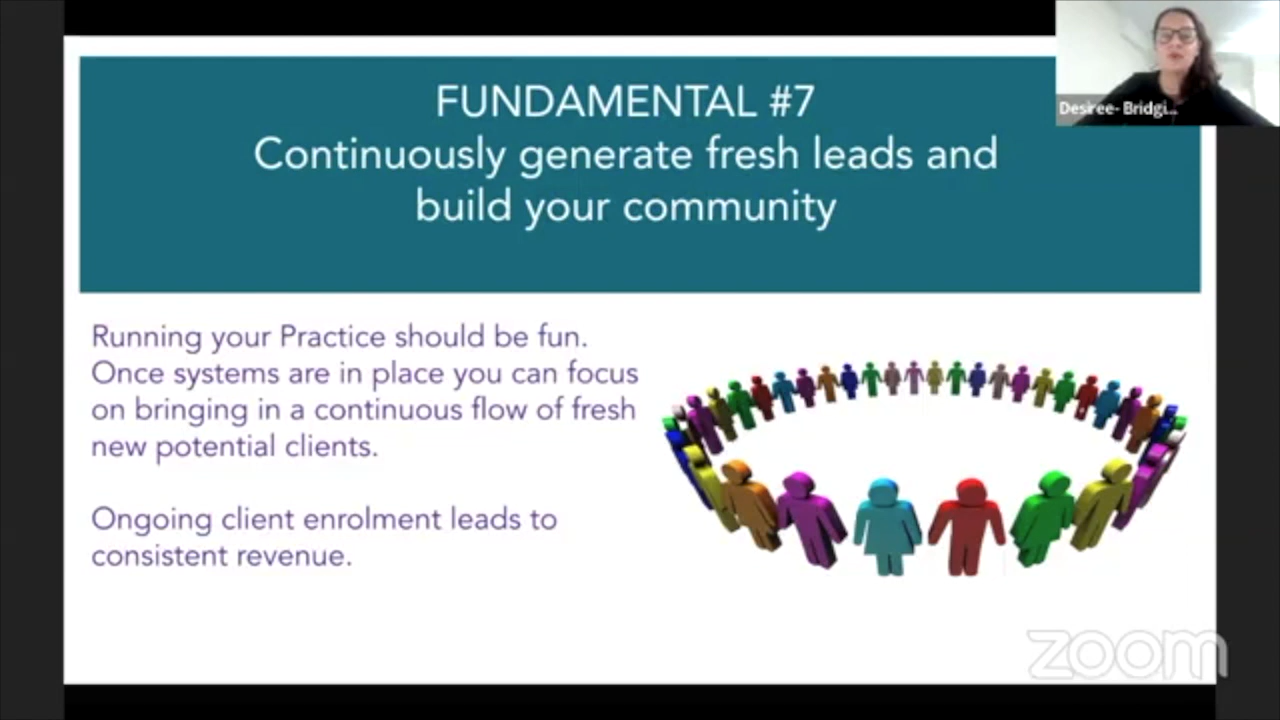 FUNDAMENTAL #7
Continuously generate fresh leads and
build your community
Desiree- Bridgi...
Running your Practice should be fun.
Once systems are in place you can focus
on bringing in a continuous flow of fresh
new potential clients.
Ongoing client enrolment leads to
consistent revenue.
zoom